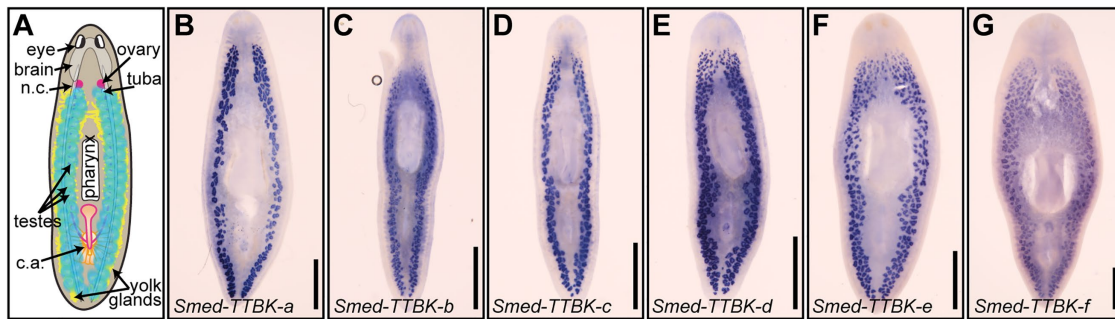 A
eye
brain
n.c.
ovary
tuba
pharynx
testes
c.a.
yolk
glands
B
Smed-TTBK-a
C
Smed-TTBK-b
D
Smed-TTBK-c
E
Smed-TTBK-d
F
Smed-TTBK-e
G
Smed-TTBK-f